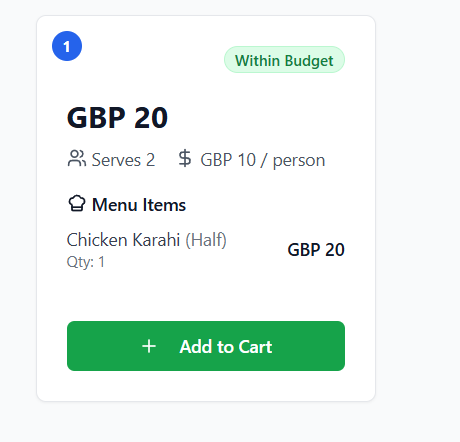 1
Within Budget
GBP 20
Serves 2 $ GBP 10 / person
Menu Items
Chicken Karahi (Half)
Qty: 1
GBP 20
+ Add to Cart